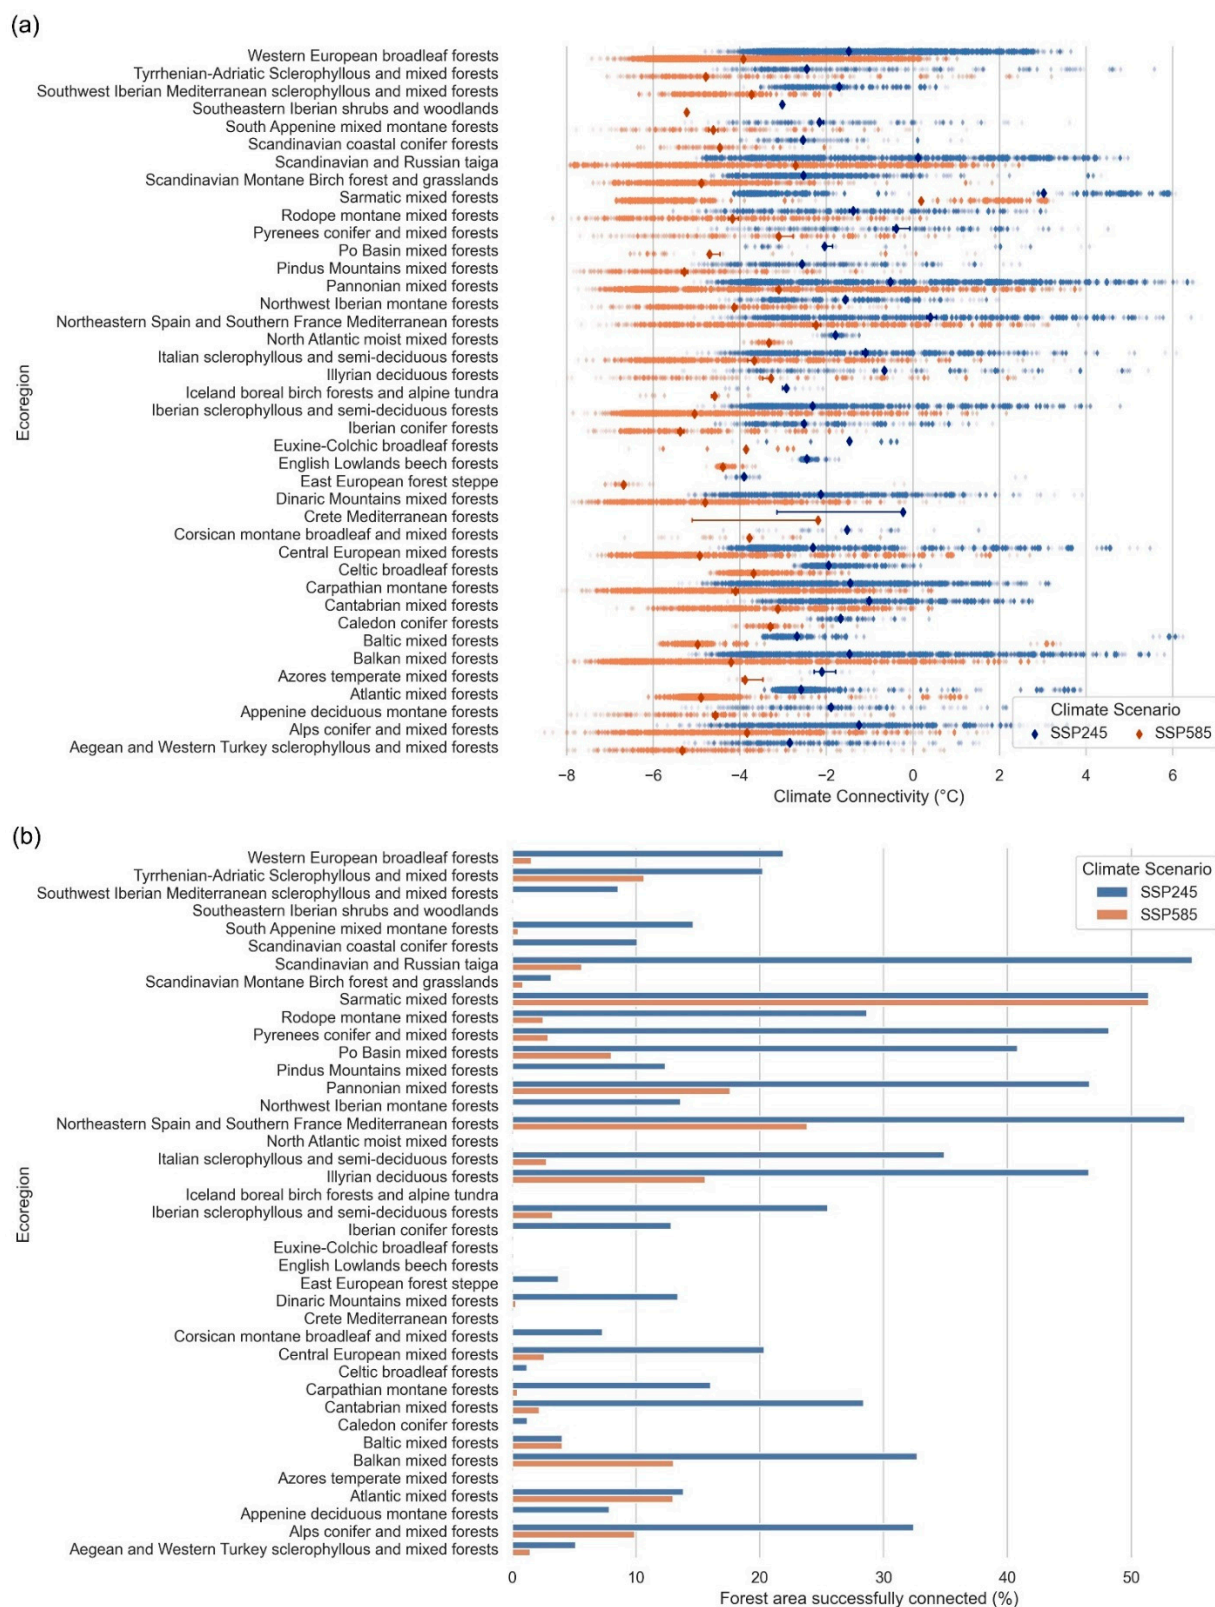 (a)
Western European broadleaf forests
Tyrrhenian-Adriatic Sclerophyllous and mixed forests
Southwest Iberian Mediterranean sclerophyllous and mixed forests
Southeastern Iberian shrubs and woodlands
South Appenine mixed montane forests
Scandinavian coastal conifer forests
Scandinavian and Russian taiga
Scandinavian Montane Birch forest and grasslands
Sarmatic mixed forests
Rodope montane mixed forests
Pyrenees conifer and mixed forests
Po Basin mixed forests
Pindus Mountains mixed forests
Pannonian mixed forests
Northwest Iberian montane forests
Northeastern Spain and Southern France Mediterranean forests
North Atlantic moist mixed forests
Italian sclerophyllous and semi-deciduous forests
Illyrian deciduous forests
Iceland boreal birch forests and alpine tundra
Iberian sclerophyllous and semi-deciduous forests
Iberian conifer forests
Euxine-Colchic broadleaf forests
English Lowlands beech forests
East European forest steppe
Dinaric Mountains mixed forests
Crete Mediterranean forests
Corsican montane broadleaf and mixed forests
Central European mixed forests
Celtic broadleaf forests
Carpathian montane forests
Cantabrian mixed forests
Caledon conifer forests
Baltic mixed forests
Balkan mixed forests
Azores temperate mixed forests
Atlantic mixed forests
Appenine deciduous montane forests
Alps conifer and mixed forests
Aegean and Western Turkey sclerophyllous and mixed forests
Ecoregion
Climate Scenario
SSP245 SSP585
−8 −6 −4 −2 0 2 4 6
Climate Connectivity (°C)
(b)
Western European broadleaf forests
Tyrrhenian-Adriatic Sclerophyllous and mixed forests
Southwest Iberian Mediterranean sclerophyllous and mixed forests
Southeastern Iberian shrubs and woodlands
South Appenine mixed montane forests
Scandinavian coastal conifer forests
Scandinavian and Russian taiga
Scandinavian Montane Birch forest and grasslands
Sarmatic mixed forests
Rodope montane mixed forests
Pyrenees conifer and mixed forests
Po Basin mixed forests
Pindus Mountains mixed forests
Pannonian mixed forests
Northwest Iberian montane forests
Northeastern Spain and Southern France Mediterranean forests
North Atlantic moist mixed forests
Italian sclerophyllous and semi-deciduous forests
Illyrian deciduous forests
Iceland boreal birch forests and alpine tundra
Iberian sclerophyllous and semi-deciduous forests
Iberian conifer forests
Euxine-Colchic broadleaf forests
English Lowlands beech forests
East European forest steppe
Dinaric Mountains mixed forests
Crete Mediterranean forests
Corsican montane broadleaf and mixed forests
Central European mixed forests
Celtic broadleaf forests
Carpathian montane forests
Cantabrian mixed forests
Caledon conifer forests
Baltic mixed forests
Balkan mixed forests
Azores temperate mixed forests
Atlantic mixed forests
Appenine deciduous montane forests
Alps conifer and mixed forests
Aegean and Western Turkey sclerophyllous and mixed forests
Ecoregion
Climate Scenario
SSP245
SSP585
0 10 20 30 40 50
Forest area successfully connected (%)